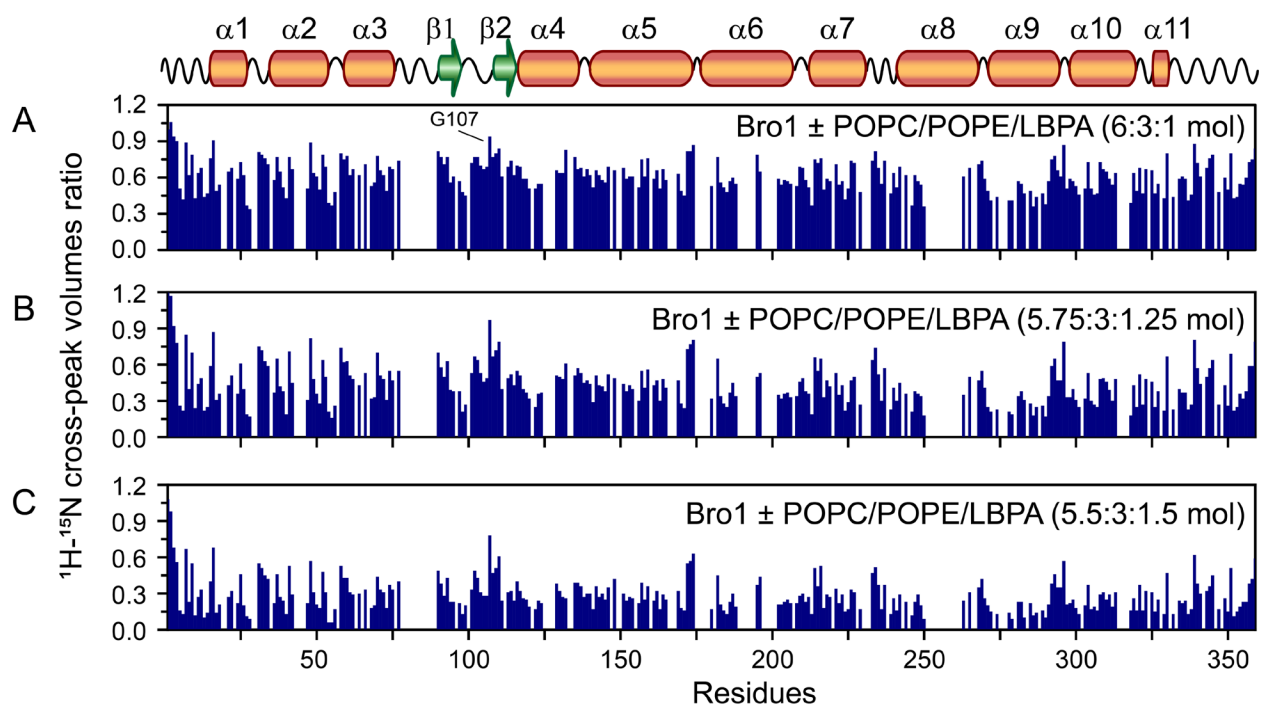 α1 α2 α3 β1 β2 α4 α5 α6 α7 α8 α9 α10 α11
A
1.2
0.9
0.6
0.3
0.0
G107
Bro1 ± POPC/POPE/LBPA (6:3:1 mol)
B
1.2
0.9
0.6
0.3
0.0
Bro1 ± POPC/POPE/LBPA (5.75:3:1.25 mol)
C
1.2
0.9
0.6
0.3
0.0
Bro1 ± POPC/POPE/LBPA (5.5:3:1.5 mol)
¹H-¹⁵N cross-peak volumes ratio
50 100 150 200 250 300 350
Residues